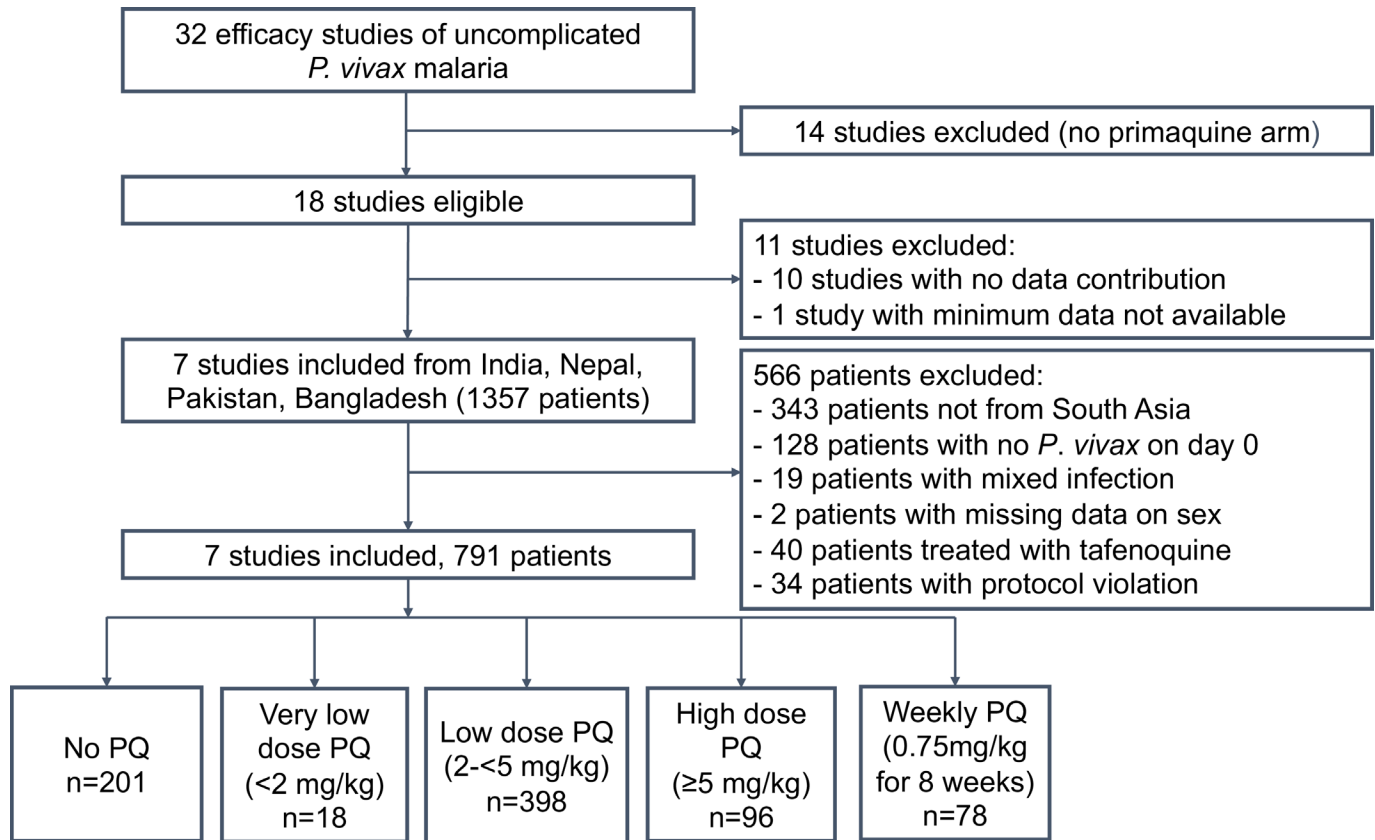 32 efficacy studies of uncomplicated
P. vivax malaria
14 studies excluded (no primaquine arm)
18 studies eligible
11 studies excluded:
- 10 studies with no data contribution
- 1 study with minimum data not available
7 studies included from India, Nepal,
Pakistan, Bangladesh (1357 patients)
566 patients excluded:
- 343 patients not from South Asia
- 128 patients with no P. vivax on day 0
- 19 patients with mixed infection
- 2 patients with missing data on sex
- 40 patients treated with tafenoquine
- 34 patients with protocol violation
7 studies included, 791 patients
No PQ
n=201
Very low
dose PQ
(<2 mg/kg)
n=18
Low dose PQ
(2-<5 mg/kg)
n=398
High dose
PQ
(≥5 mg/kg)
n=96
Weekly PQ
(0.75mg/kg
for 8 weeks)
n=78